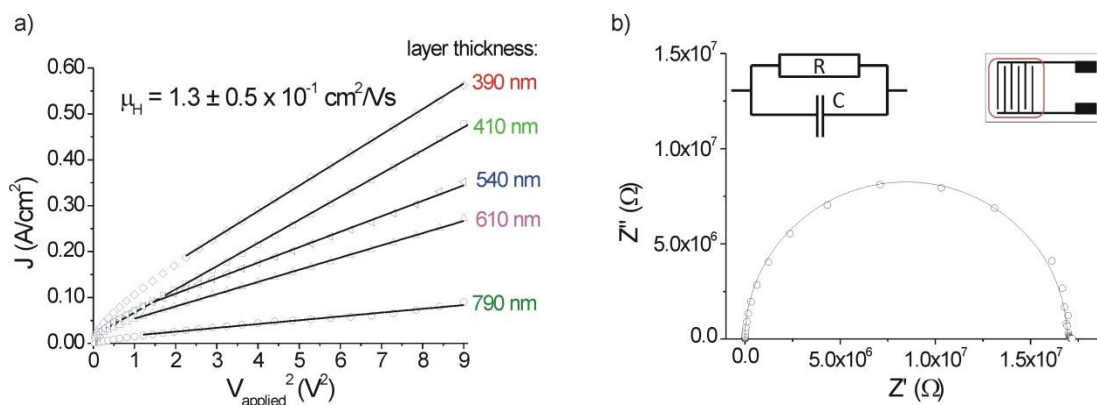 a)
layer thickness:
0.60
0.50
0.40
0.30
0.20
0.10
0.00
J (A/cm²)
μH = 1.3 ± 0.5 x 10⁻¹ cm²/Vs
390 nm
410 nm
540 nm
610 nm
790 nm
0 1 2 3 4 5 6 7 8 9
Vapplied² (V²)
b)
1.5x10⁷
1.0x10⁷
5.0x10⁶
0.0
Z'' (Ω)
R
C
0.0 5.0x10⁶ 1.0x10⁷ 1.5x10⁷
Z' (Ω)